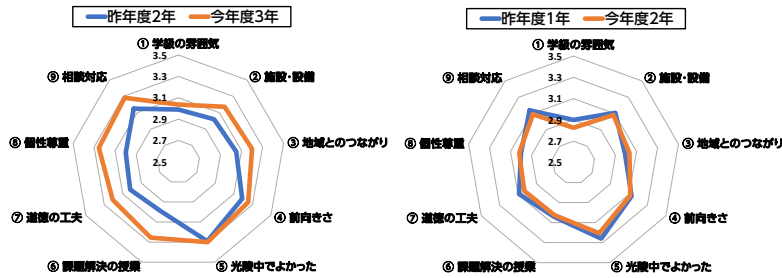 昨年度2年 今年度3年
① 学級の雰囲気
② 施設・設備
③ 地域とのつながり
④ 前向きさ
⑤ 光陵中でよかった
⑥ 課題解決の授業
⑦ 道徳の工夫
⑧ 個性尊重
⑨ 相談対応
3.5
3.3
3.1
2.9
2.7
2.5
昨年度1年 今年度2年
① 学級の雰囲気
② 施設・設備
③ 地域とのつながり
④ 前向きさ
⑤ 光陵中でよかった
⑥ 課題解決の授業
⑦ 道徳の工夫
⑧ 個性尊重
⑨ 相談対応
3.5
3.3
3.1
2.9
2.7
2.5